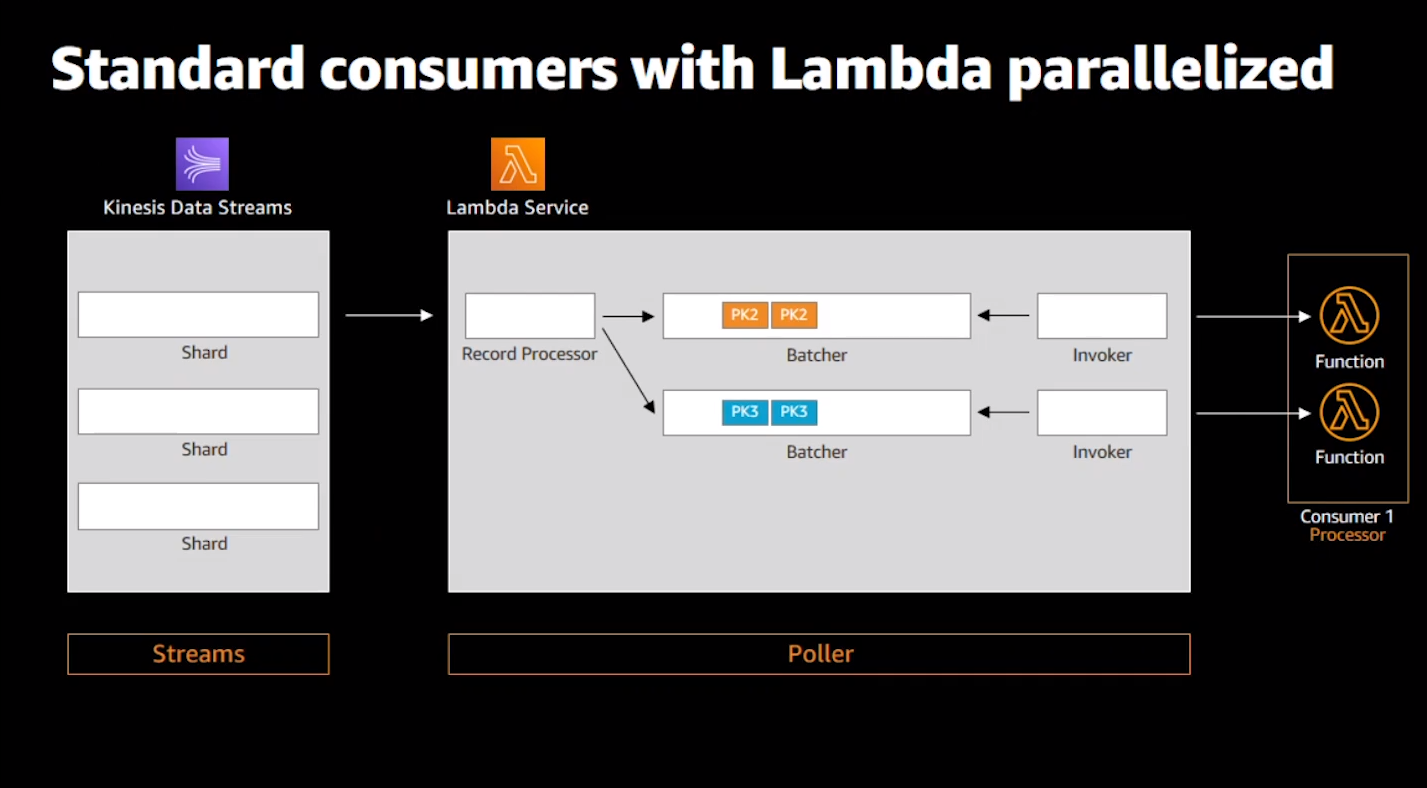 Standard consumers with Lambda parallelized
Kinesis Data Streams
Lambda Service
Shard
Shard
Shard
Record Processor
PK2 PK2
Batcher
Invoker
PK3 PK3
Batcher
Invoker
Function
Function
Consumer 1
Processor
Streams
Poller